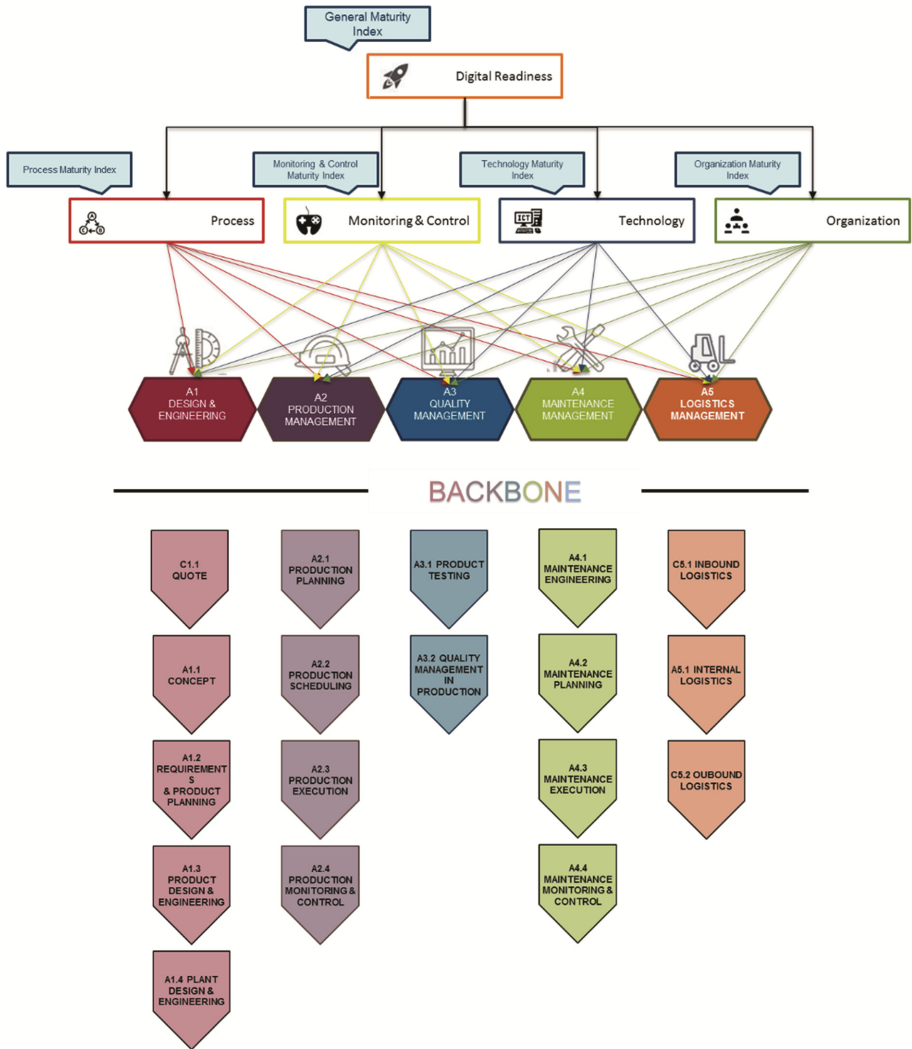 General Maturity
Index
Digital Readiness
Process Maturity Index
Monitoring & Control
Maturity Index
Technology Maturity
Index
Organization Maturity
Index
Process
Monitoring & Control
ICT
Technology
Organization
A
C
B
A1
DESIGN &
ENGINEERING
A2
PRODUCTION
MANAGEMENT
A3
QUALITY
MANAGEMENT
A4
MAINTENANCE
MANAGEMENT
A5
LOGISTICS
MANAGEMENT
BACKBONE
C1.1
QUOTE
A2.1
PRODUCTION
PLANNING
A3.1 PRODUCT
TESTING
A4.1
MAINTENANCE
ENGINEERING
C5.1 INBOUND
LOGISTICS
A1.1
CONCEPT
A2.2
PRODUCTION
SCHEDULING
A3.2 QUALITY
MANAGEMENT
IN
PRODUCTION
A4.2
MAINTENANCE
PLANNING
A5.1 INTERNAL
LOGISTICS
A1.2
REQUIREMENT
S
& PRODUCT
PLANNING
A2.3
PRODUCTION
EXECUTION
A4.3
MAINTENANCE
EXECUTION
C5.2 OUBOUND
LOGISTICS
A1.3
PRODUCT
DESIGN &
ENGINEERING
A2.4
PRODUCTION
MONITORING &
CONTROL
A4.4
MAINTENANCE
MONITORING &
CONTROL
A1.4 PLANT
DESIGN &
ENGINEERING